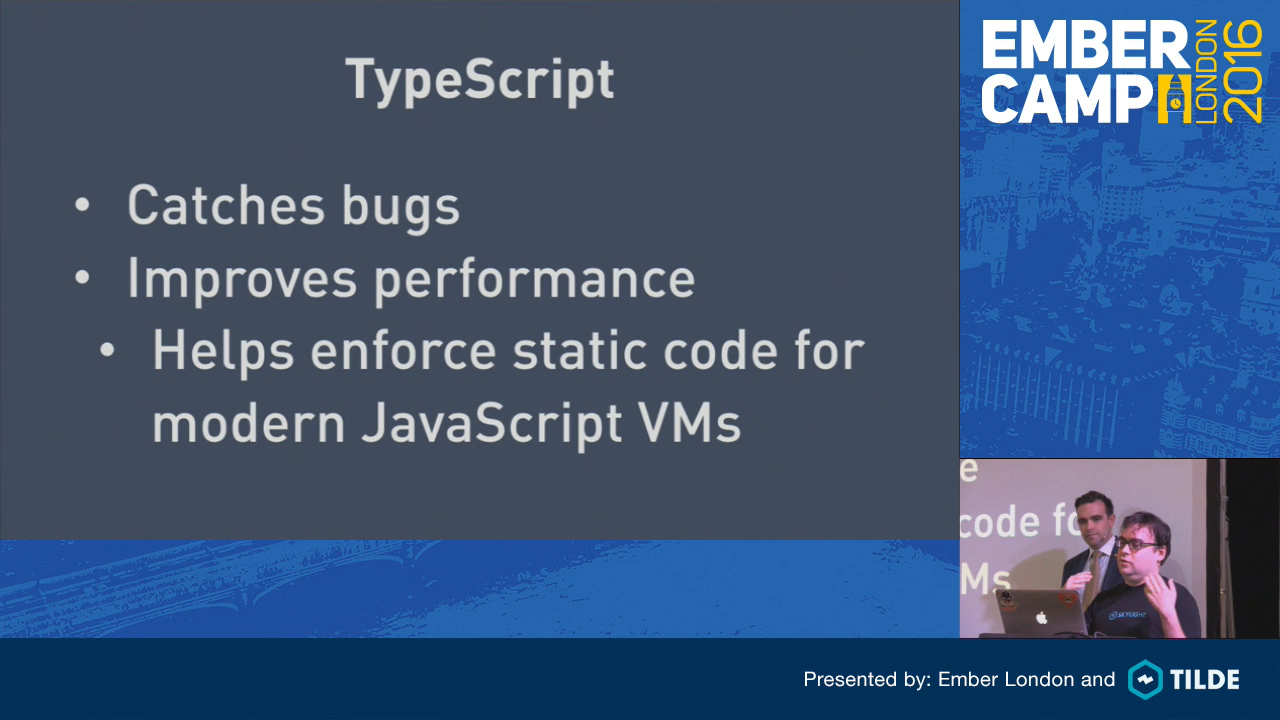 TypeScript
• Catches bugs
• Improves performance
• Helps enforce static code for
modern JavaScript VMs
EMBER
CAMP
LONDON
2016
e
code fo
Ms
SKYLIGHT
Presented by: Ember London and
TILDE